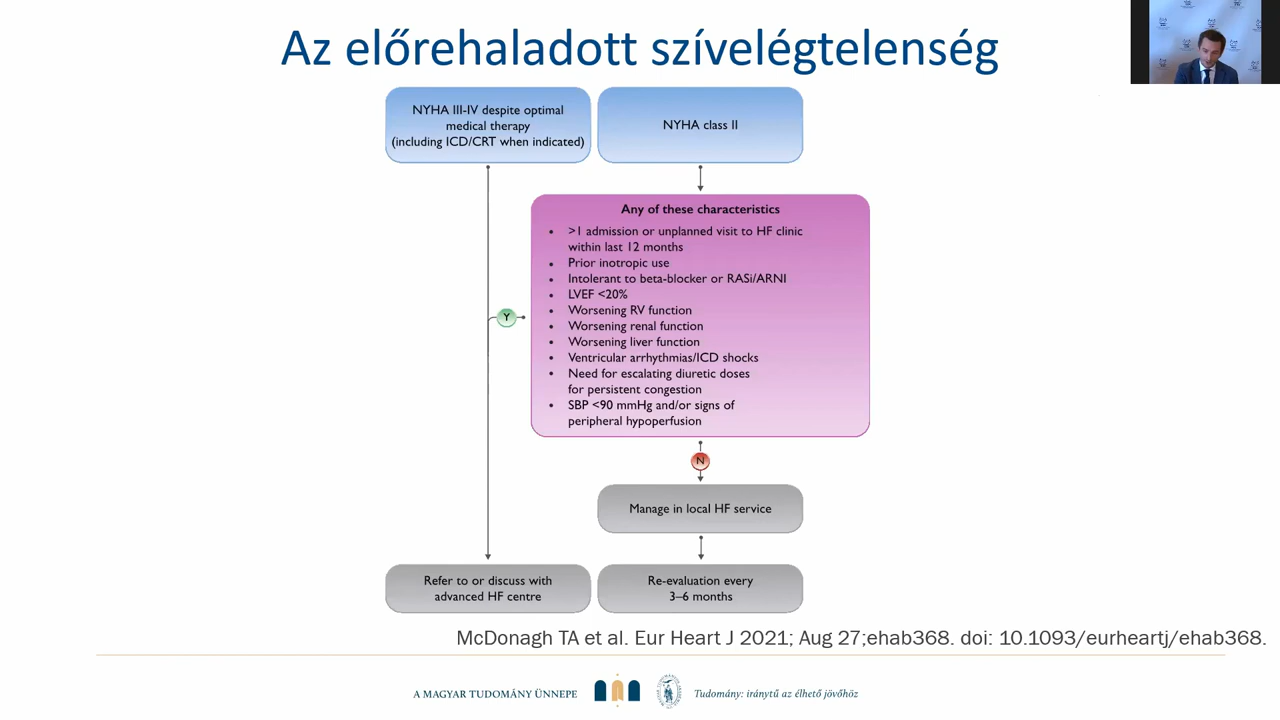 Az előrehaladott szívelégtelenség
NYHA III-IV despite optimal
medical therapy
(including ICD/CRT when indicated)
NYHA class II
Any of these characteristics
• >1 admission or unplanned visit to HF clinic
within last 12 months
• Prior inotropic use
• Intolerant to beta-blocker or RASi/ARNI
• LVEF <20%
• Worsening RV function
• Worsening renal function
• Worsening liver function
• Ventricular arrhythmias/ICD shocks
• Need for escalating diuretic doses
for persistent congestion
• SBP <90 mmHg and/or signs of
peripheral hypoperfusion
Y
N
Manage in local HF service
Refer to or discuss with
advanced HF centre
Re-evaluation every
3–6 months
McDonagh TA et al. Eur Heart J 2021; Aug 27;ehab368. doi: 10.1093/eurheartj/ehab368.
A MAGYAR TUDOMÁNY ÜNNEPE
Tudomány: iránytű az élhető jövőhöz